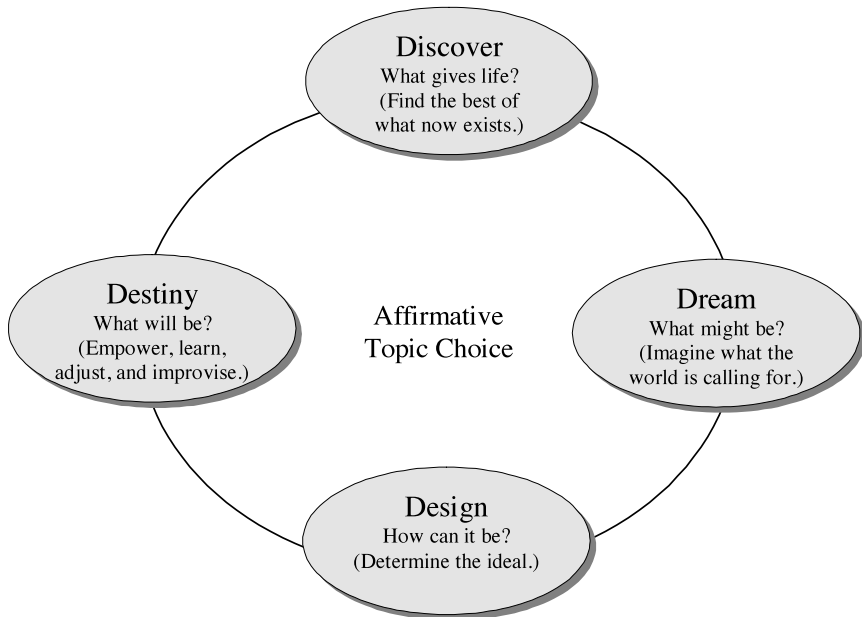 Discover
What gives life?
(Find the best of
what now exists.)
Destiny
What will be?
(Empower, learn,
adjust, and improvise.)
Affirmative
Topic Choice
Dream
What might be?
(Imagine what the
world is calling for.)
Design
How can it be?
(Determine the ideal.)